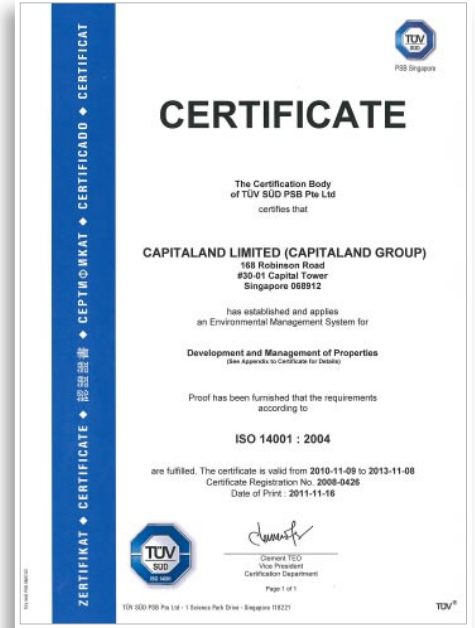 TÜV
SÜD
PSB Singapore
CERTIFICATE
The Certification Body
of TÜV SÜD PSB Pte Ltd
certifies that
CAPITALAND LIMITED (CAPITALAND GROUP)
168 Robinson Road
#30-01 Capital Tower
Singapore 068912
has established and applies
an Environmental Management System for
Development and Management of Properties
(See Appendix to Certificate for Details)
Proof has been furnished that the requirements
according to
ISO 14001 : 2004
are fulfilled. The certificate is valid from 2010-11-09 to 2013-11-08
Certificate Registration No. 2008-0426
Date of Print : 2011-11-16
Clement TEO
Vice President
Certification Department
Page 1 of 1
TÜV
SÜD
ISO 14001
TÜV SÜD PSB Pte Ltd - 1 Science Park Drive - Singapore 118221
TÜV®
ZERTIFIKAT ◆ CERTIFICATE ◆ 認證證書 ◆ СЕРТИФИКАТ ◆ CERTIFICADO ◆ CERTIFICAT